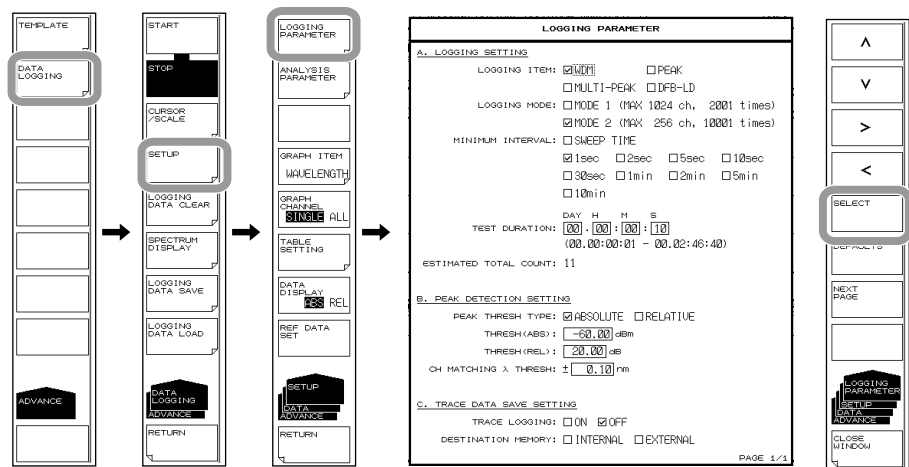 TEMPLATE
DATA
LOGGING
ADVANCE
START
STOP
CURSOR
/SCALE
SETUP
LOGGING
DATA CLEAR
SPECTRUM
DISPLAY
LOGGING
DATA SAVE
LOGGING
DATA LOAD
DATA
LOGGING
ADVANCE
RETURN
LOGGING
PARAMETER
ANALYSIS
PARAMETER
GRAPH ITEM
WAVELENGTH
GRAPH
CHANNEL
SINGLE ALL
TABLE
SETTING
DATA
DISPLAY
ABS REL
REF DATA
SET
SETUP
DATA
ADVANCE
RETURN
LOGGING PARAMETER
A. LOGGING SETTING
LOGGING ITEM: ☑WDM □PEAK
□MULTI-PEAK □DFB-LD
LOGGING MODE: □MODE 1 (MAX 1024 ch, 2001 times)
☑MODE 2 (MAX 256 ch, 10001 times)
MINIMUM INTERVAL: □SWEEP TIME
☑1sec □2sec □5sec □10sec
□30sec □1min □2min □5min
□10min
DAY H M S
TEST DURATION: 00.00:00:10
(00.00:00:01 - 00.02:46:40)
ESTIMATED TOTAL COUNT: 11
B. PEAK DETECTION SETTING
PEAK THRESH TYPE: ☑ABSOLUTE □RELATIVE
THRESH(ABS): -60.00 dBm
THRESH(REL): 20.00 dB
CH MATCHING λ THRESH: ± 0.10 nm
C. TRACE DATA SAVE SETTING
TRACE LOGGING: □ON ☑OFF
DESTINATION MEMORY: □INTERNAL □EXTERNAL
PAGE 1/1
∧
∨
>
<
SELECT
DEFAULTS
NEXT
PAGE
LOGGING
PARAMETER
SETUP
DATA
ADVANCE
CLOSE
WINDOW